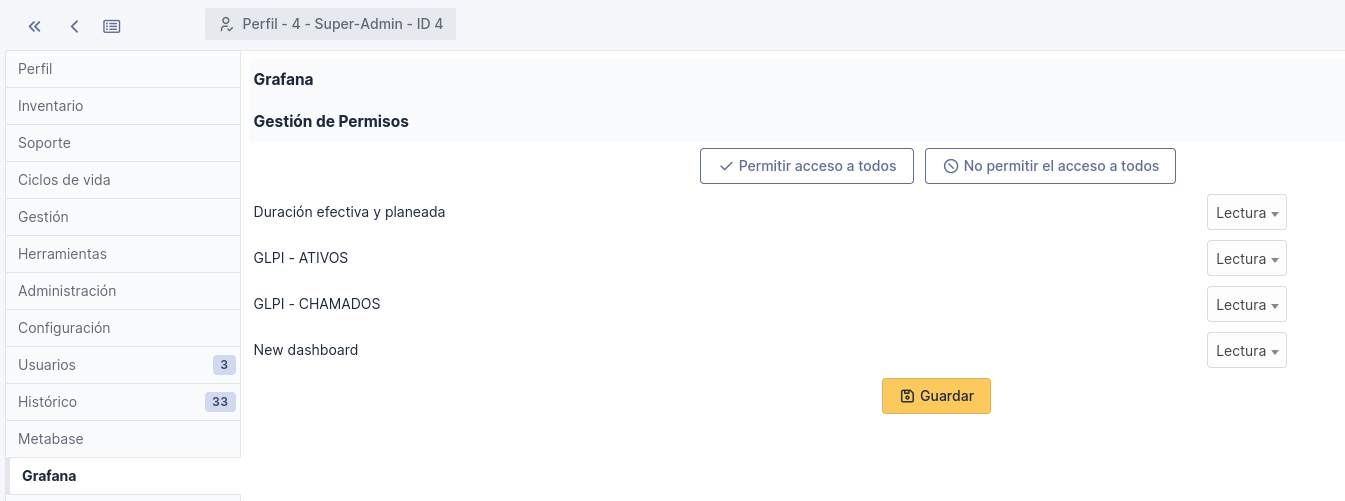 Perfil - 4 - Super-Admin - ID 4
Perfil
Inventario
Soporte
Ciclos de vida
Gestión
Herramientas
Administración
Configuración
Usuarios 3
Histórico 33
Metabase
Grafana
Grafana
Gestión de Permisos
Permitir acceso a todos
No permitir el acceso a todos
Duración efectiva y planeada Lectura
GLPI - ATIVOS Lectura
GLPI - CHAMADOS Lectura
New dashboard Lectura
Guardar